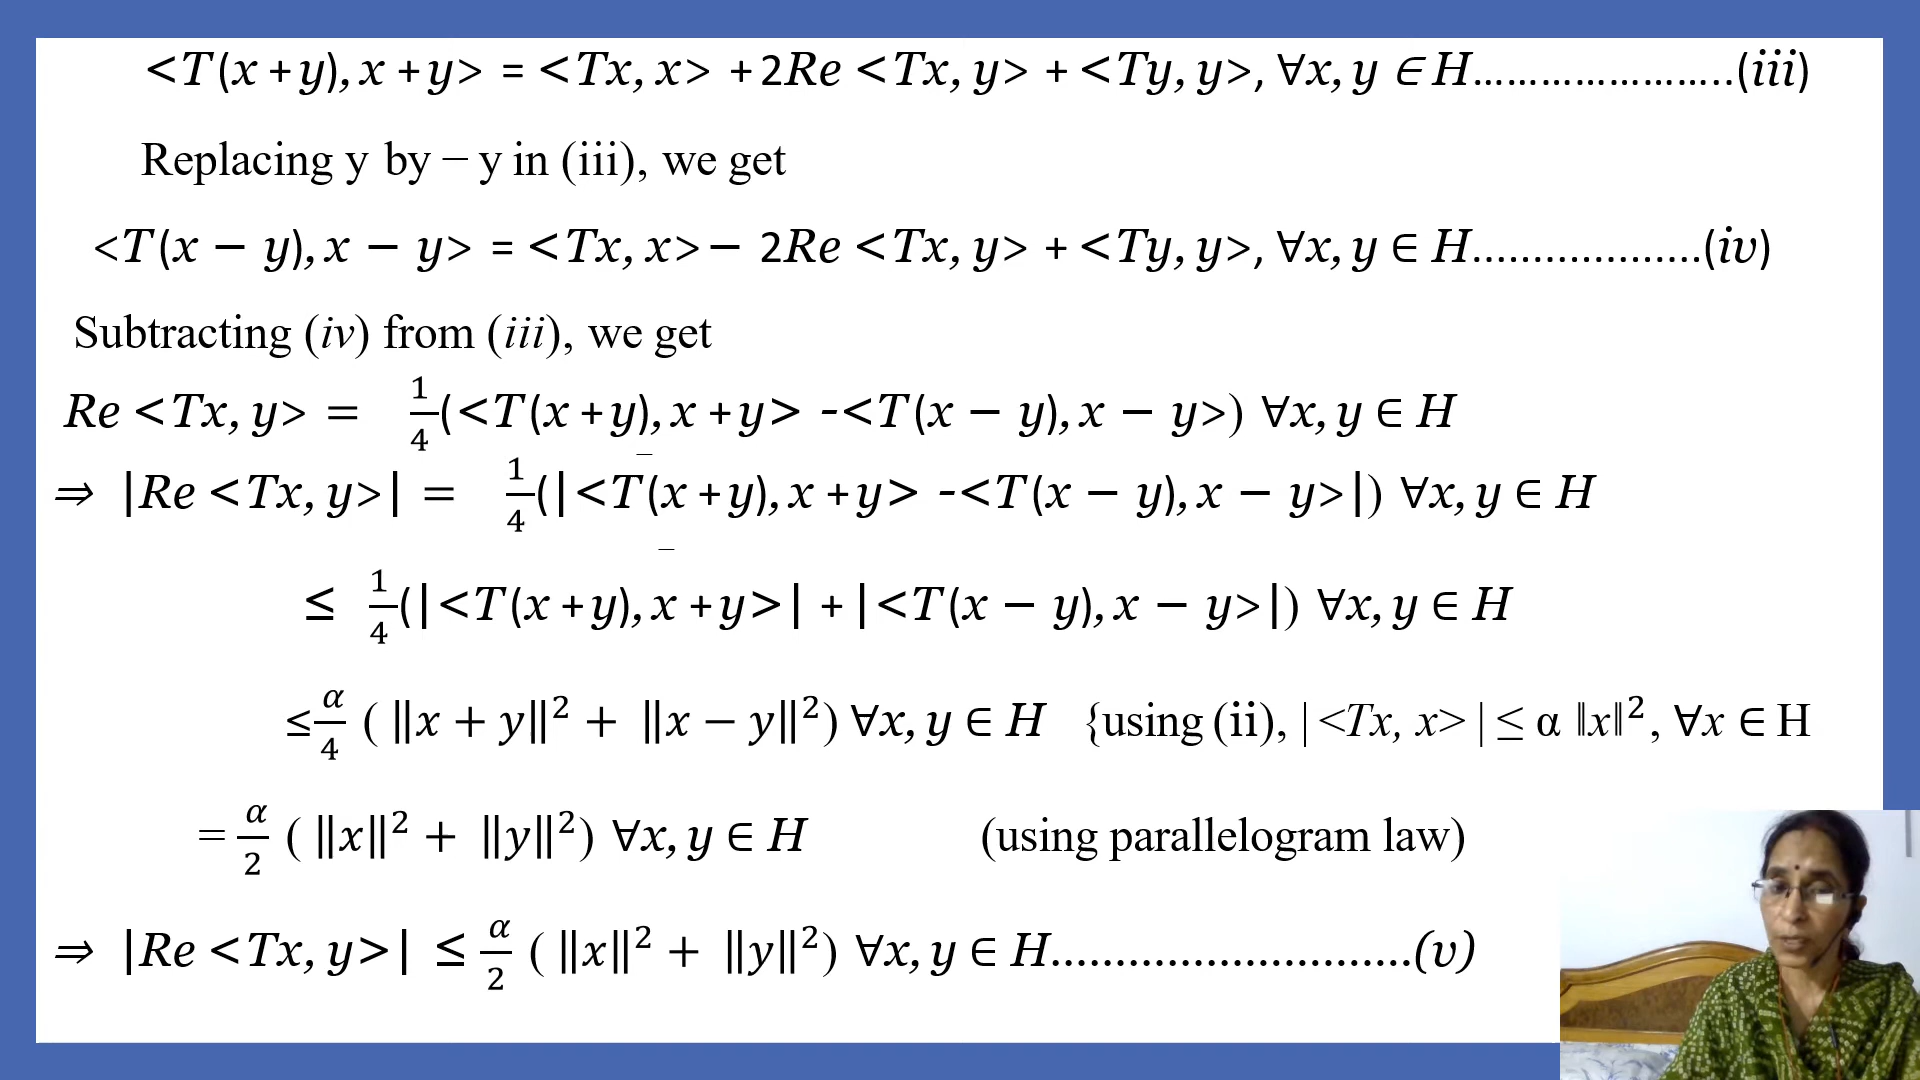 <T(x+y), x+y> = <Tx, x> +2Re <Tx, y> + <Ty, y>, ∀x, y ∈ H........................(iii)
Replacing y by − y in (iii), we get
<T(x − y), x − y> = <Tx, x> − 2Re <Tx, y> + <Ty, y>, ∀x, y ∈ H...................(iv)
Subtracting (iv) from (iii), we get
Re <Tx, y> = 1/4(<T(x+y), x+y> -<T(x − y), x − y>) ∀x, y ∈ H
⇒ |Re <Tx, y>| = 1/4(|<T(x+y), x+y> -<T(x − y), x − y>|) ∀x, y ∈ H
≤ 1/4(|<T(x+y), x+y>| + |<T(x − y), x − y>|) ∀x, y ∈ H
≤ α/4 ( ‖x + y‖² + ‖x − y‖²) ∀x, y ∈ H {using (ii), | <Tx, x> | ≤ α ‖x‖², ∀x ∈ H
= α/2 ( ‖x‖² + ‖y‖²) ∀x, y ∈ H (using parallelogram law)
⇒ |Re <Tx, y>| ≤ α/2 ( ‖x‖² + ‖y‖²) ∀x, y ∈ H............................(v)